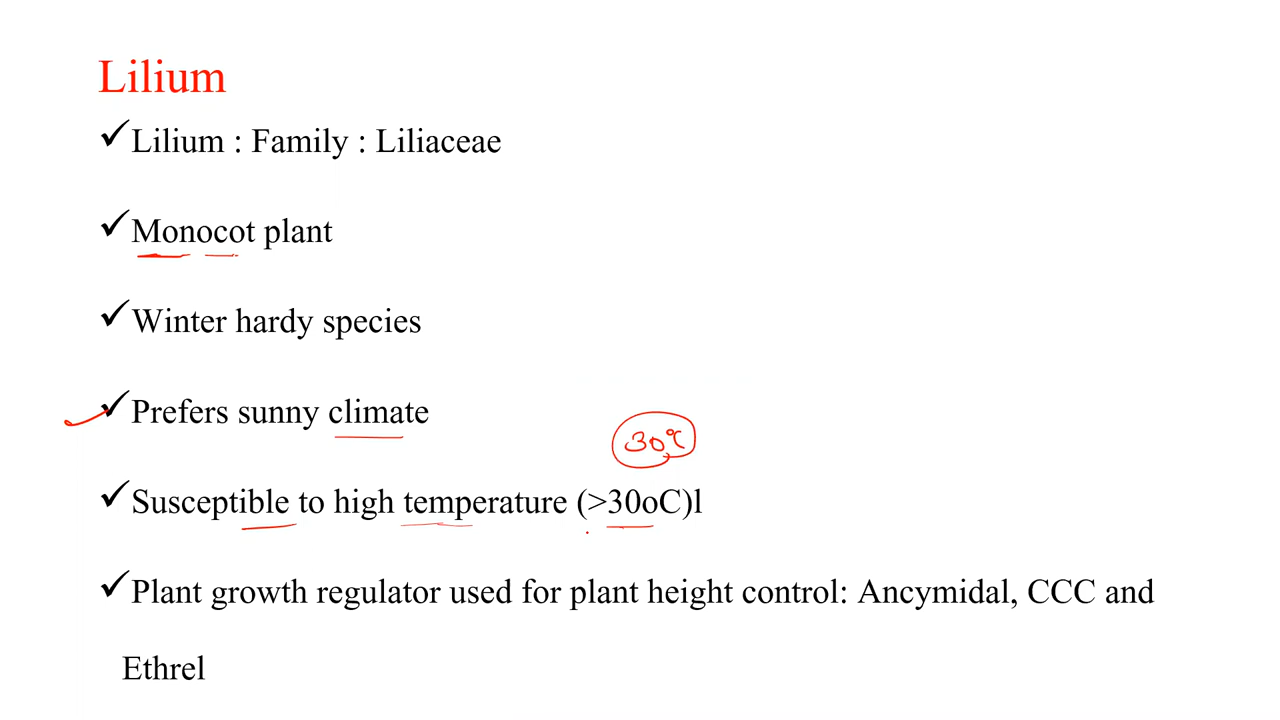 Lilium
✓Lilium : Family : Liliaceae
✓Monocot plant
✓Winter hardy species
✓Prefers sunny climate
30°C
✓Susceptible to high temperature (>30oC)l
✓Plant growth regulator used for plant height control: Ancymidal, CCC and
Ethrel